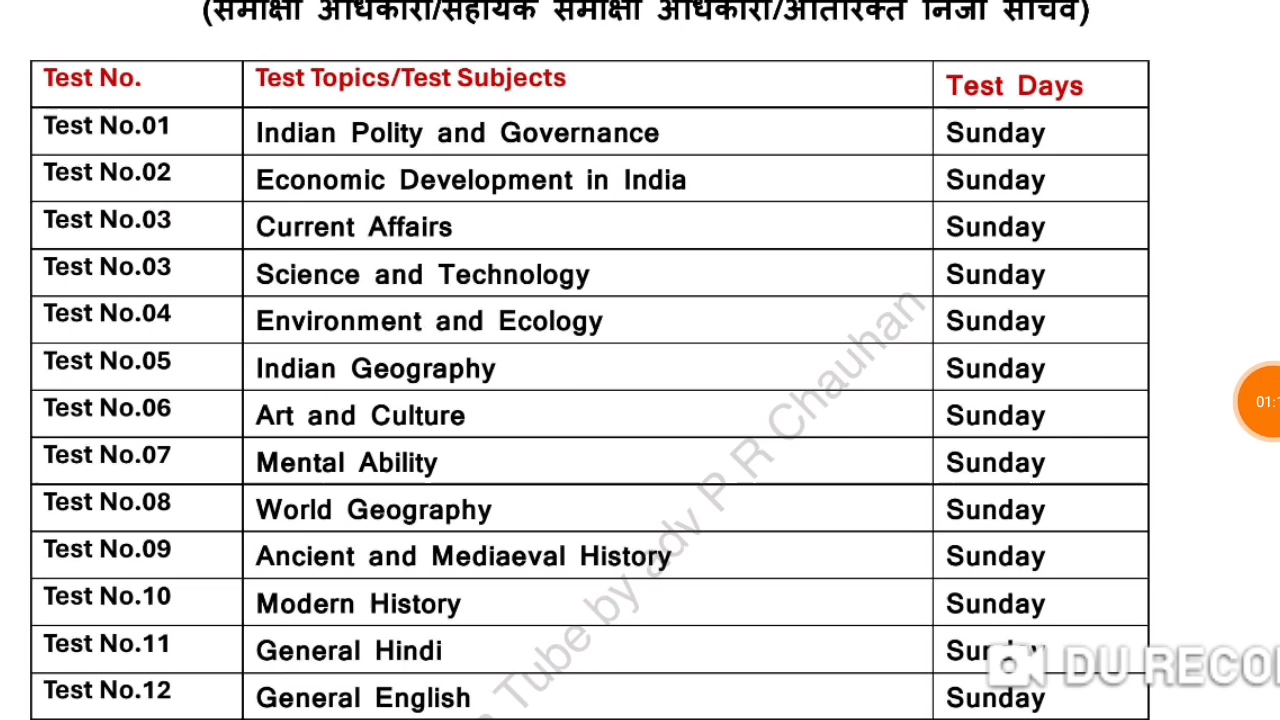 (समीक्षा अधिकारी/सहायक समीक्षा अधिकारी/अतिरिक्त निजी सचिव)
Test No. Test Topics/Test Subjects Test Days
Test No.01 Indian Polity and Governance Sunday
Test No.02 Economic Development in India Sunday
Test No.03 Current Affairs Sunday
Test No.03 Science and Technology Sunday
Test No.04 Environment and Ecology Sunday
Test No.05 Indian Geography Sunday
Test No.06 Art and Culture Sunday
Test No.07 Mental Ability Sunday
Test No.08 World Geography Sunday
Test No.09 Ancient and Mediaeval History Sunday
Test No.10 Modern History Sunday
Test No.11 General Hindi Sunday
Test No.12 General English Sunday
Tube by adv P.R Chauhan
DU RECO